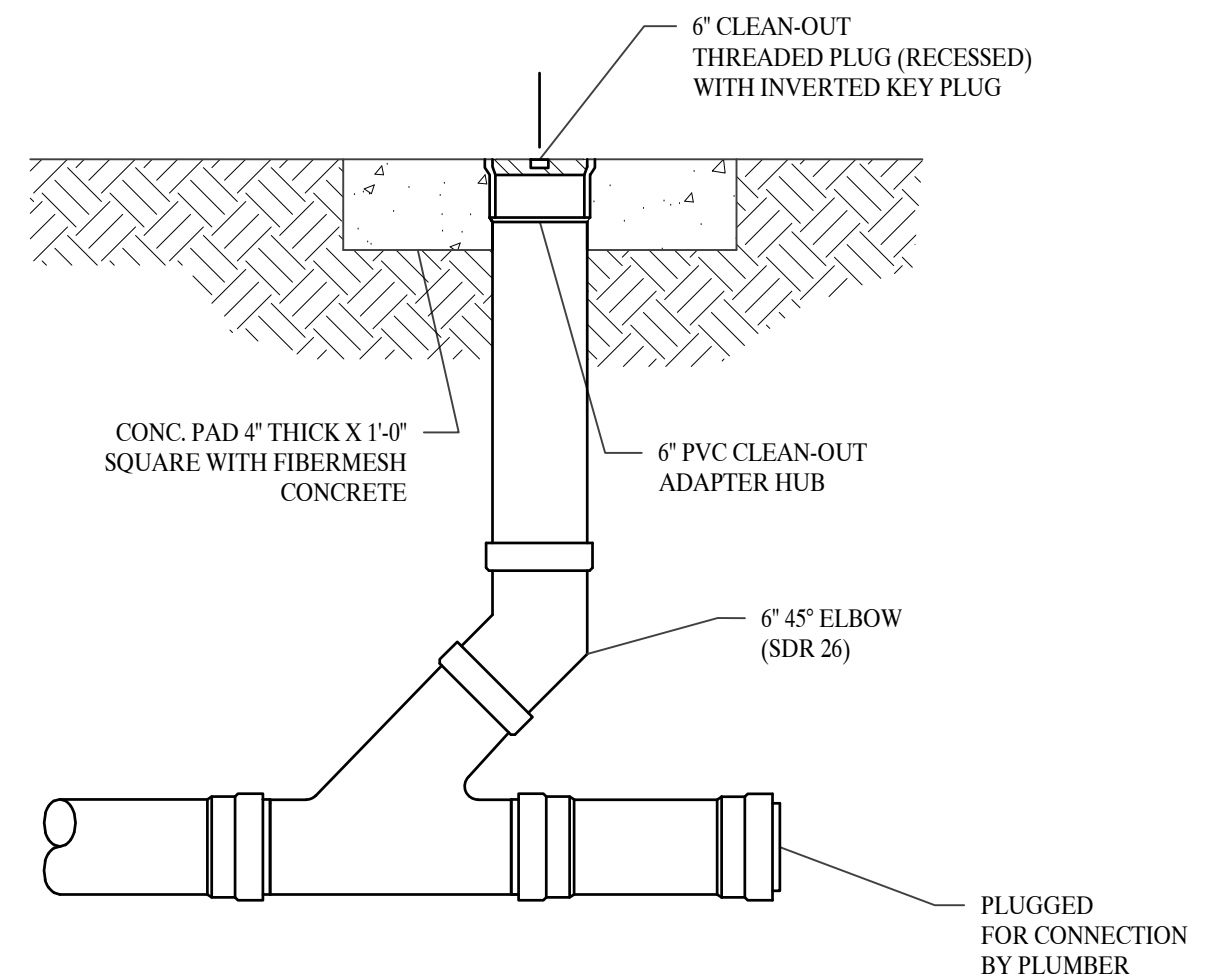 6" CLEAN-OUT
THREADED PLUG (RECESSED)
WITH INVERTED KEY PLUG
CONC. PAD 4" THICK X 1'-0"
SQUARE WITH FIBERMESH
CONCRETE
6" PVC CLEAN-OUT
ADAPTER HUB
6" 45° ELBOW
(SDR 26)
PLUGGED
FOR CONNECTION
BY PLUMBER